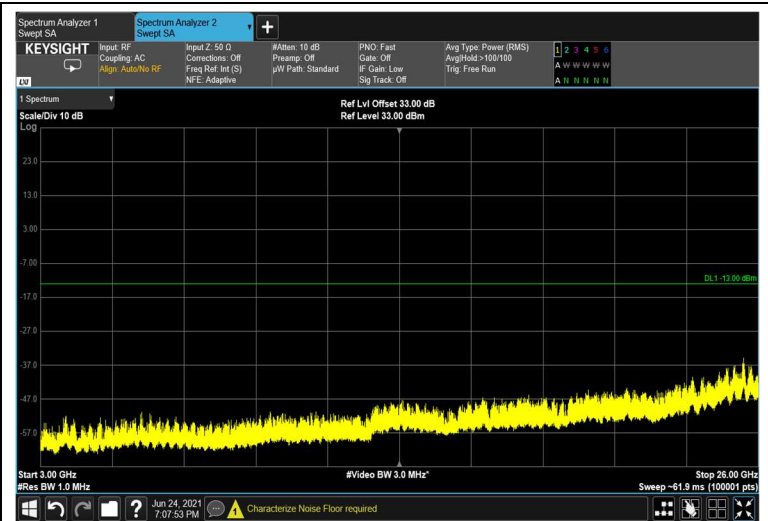 Spectrum Analyzer 1
Swept SA
Spectrum Analyzer 2
Swept SA
+
KEYSIGHT
LXI
Input: RF
Coupling: AC
Align: Auto/No RF
Input Z: 50 Ω
Corrections: Off
Freq Ref: Int (S)
NFE: Adaptive
#Atten: 10 dB
Preamp: Off
µW Path: Standard
PNO: Fast
Gate: Off
IF Gain: Low
Sig Track: Off
Avg Type: Power (RMS)
Avg|Hold:>100/100
Trig: Free Run
1 2 3 4 5 6
A W W W W W
A N N N N N
1 Spectrum
Scale/Div 10 dB
Ref Lvl Offset 33.00 dB
Ref Level 33.00 dBm
Log
23.0
13.0
3.00
-7.00
DL1 -13.00 dBm
-17.0
-27.0
-37.0
-47.0
-57.0
Start 3.00 GHz
#Video BW 3.0 MHz*
Stop 26.00 GHz
#Res BW 1.0 MHz
Sweep ~61.9 ms (100001 pts)
?
Jun 24, 2021
7:07:53 PM
1
Characterize Noise Floor required